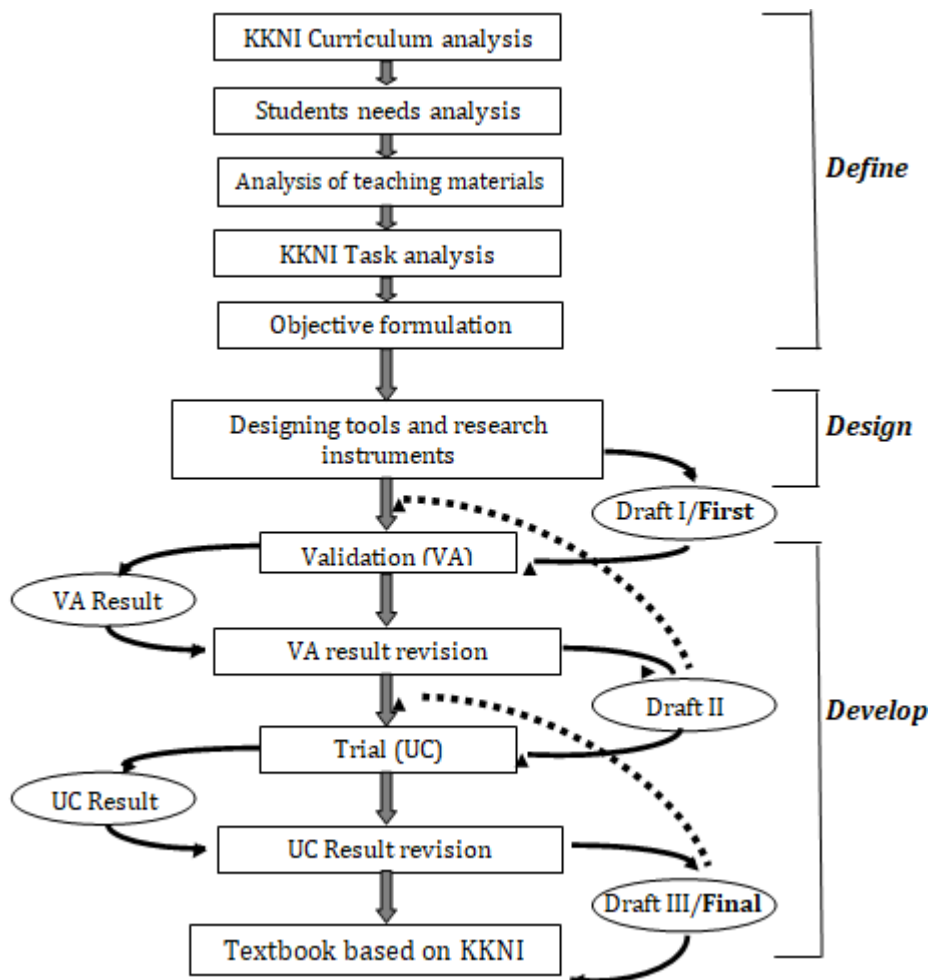 KKNI Curriculum analysis
Students needs analysis
Analysis of teaching materials
Define
KKNI Task analysis
Objective formulation
Designing tools and research
instruments
Design
Draft I/First
Validation (VA)
VA Result
VA result revision
Draft II
Develop
Trial (UC)
UC Result
UC Result revision
Draft III/Final
Textbook based on KKNI